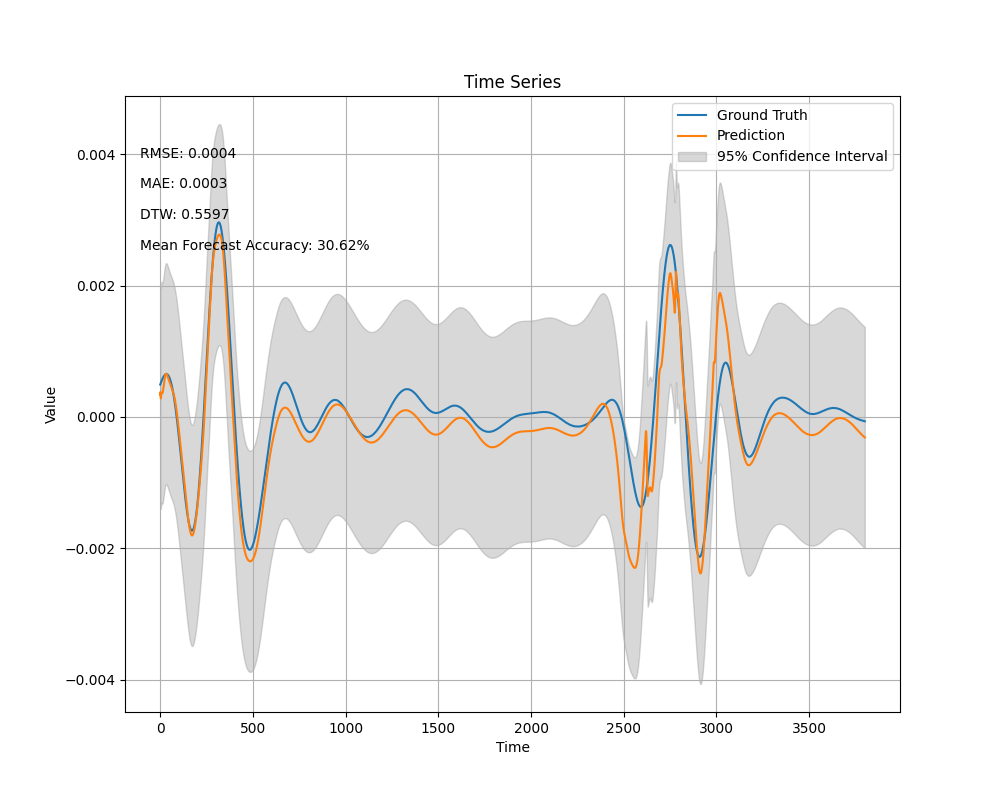 Time Series
Ground Truth
Prediction
95% Confidence Interval
RMSE: 0.0004
MAE: 0.0003
DTW: 0.5597
Mean Forecast Accuracy: 30.62%
0.004
0.002
0.000
−0.002
−0.004
Value
0 500 1000 1500 2000 2500 3000 3500
Time